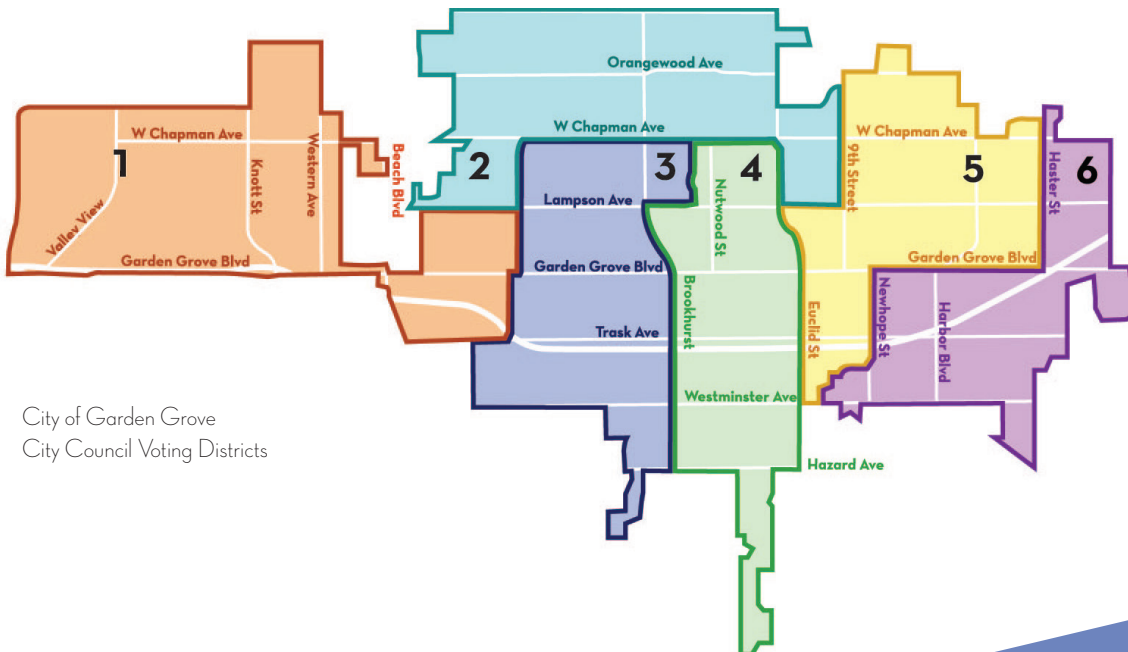 Orangewood Ave
W Chapman Ave
W Chapman Ave
W Chapman Ave
1
2
3
4
5
6
Valley View
Knott St
Western Ave
Beach Blvd
Lampson Ave
Nutwood St
9th Street
Haster St
Garden Grove Blvd
Garden Grove Blvd
Garden Grove Blvd
Brookhurst
Euclid St
Newhope St
Harbor Blvd
Trask Ave
Westminster Ave
Hazard Ave
City of Garden Grove
City Council Voting Districts